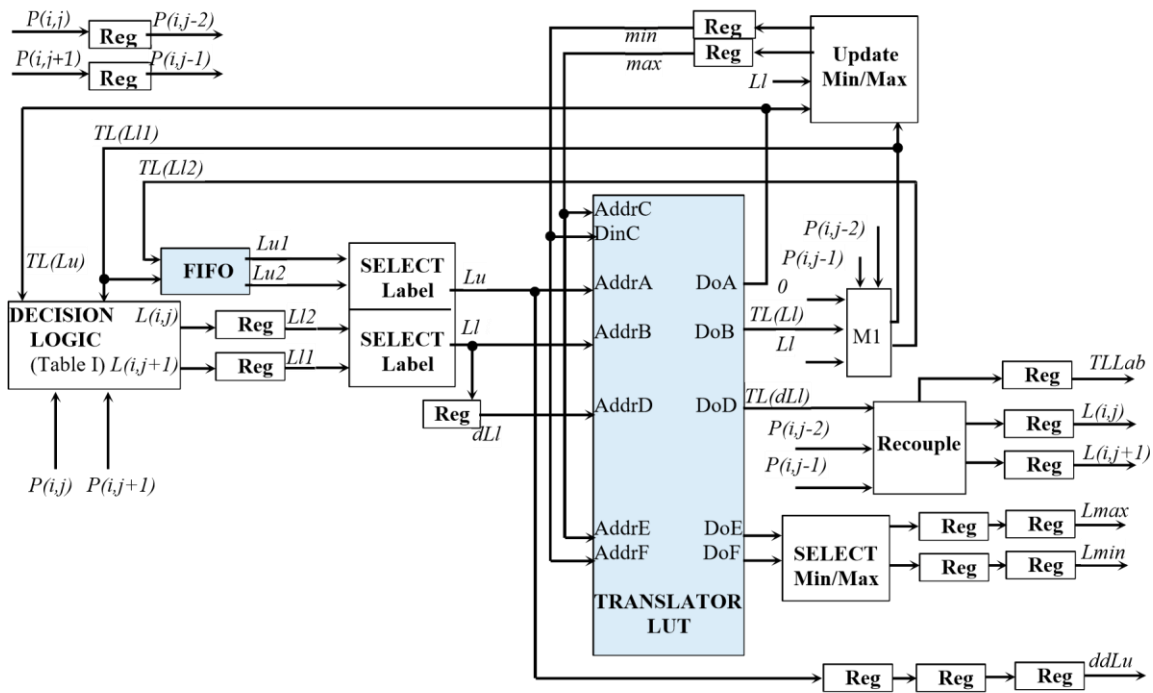 P(i,j) Reg P(i,j-2)
P(i,j+1) Reg P(i,j-1)
min Reg
max Reg
Update
Min/Max
Ll
TL(Ll1)
TL(Ll2)
TL(Lu)
FIFO
Lu1
Lu2
SELECT
Label
Lu
DECISION
LOGIC
(Table I)
L(i,j)
L(i,j+1)
Reg Ll2
Reg Ll1
SELECT
Label
Ll
Reg
dLl
P(i,j) P(i,j+1)
AddrC
DinC
AddrA DoA
AddrB DoB
AddrD DoD
AddrE DoE
AddrF DoF
TRANSLATOR
LUT
P(i,j-2)
P(i,j-1)
0
TL(Ll)
Ll
M1
TL(dLl)
P(i,j-2)
P(i,j-1)
Recouple
Reg TLLab
Reg L(i,j)
Reg L(i,j+1)
SELECT
Min/Max
Reg Reg Lmax
Reg Reg Lmin
Reg Reg Reg ddLu